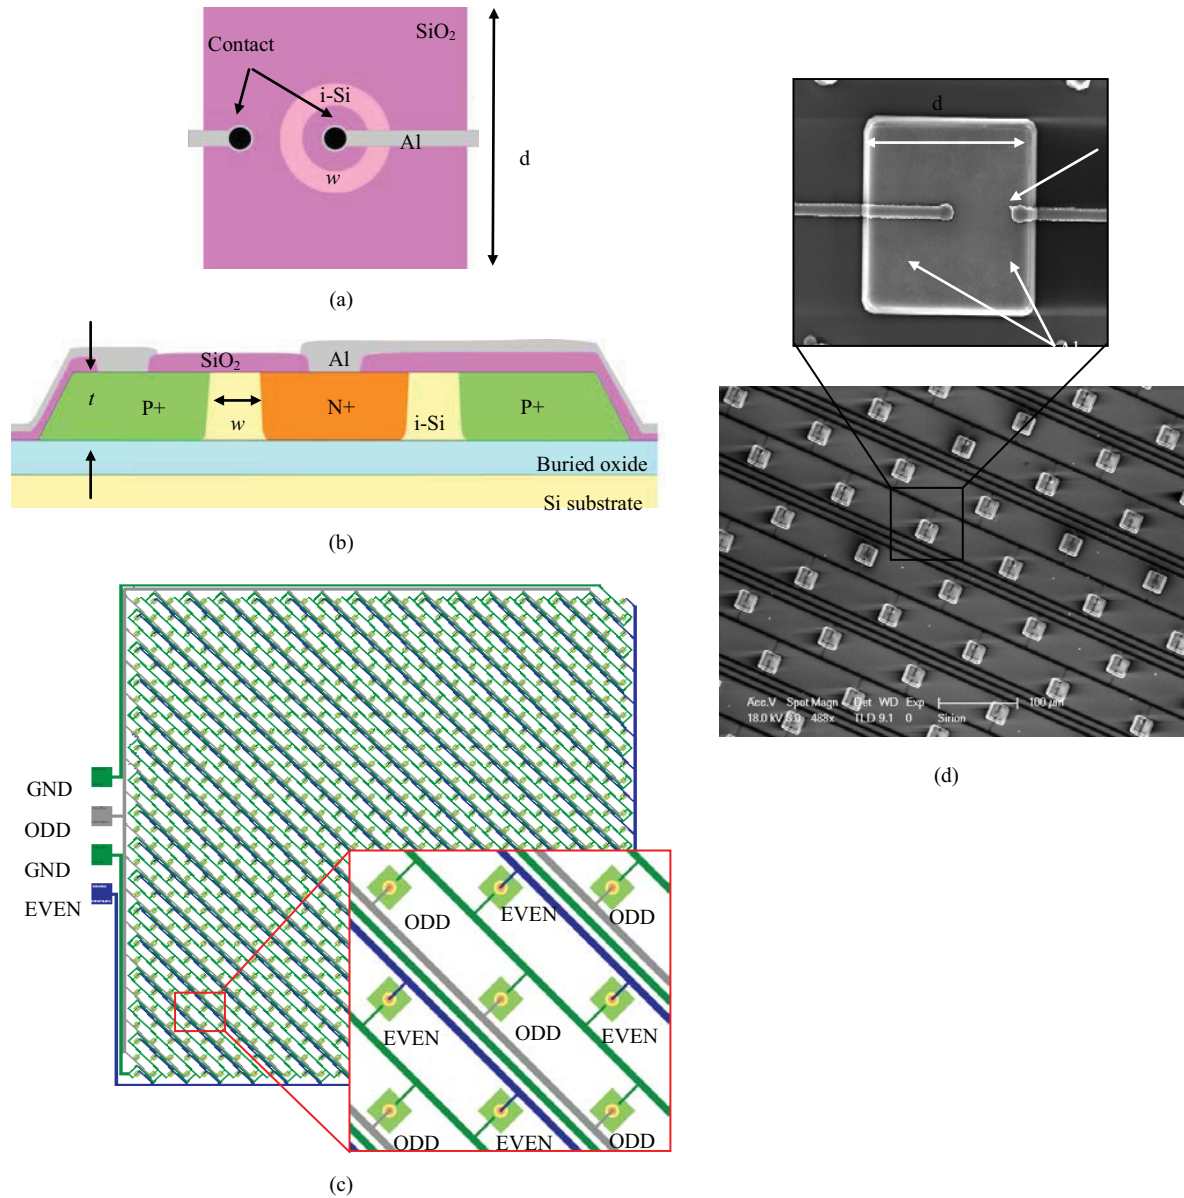 SiO2
Contact
i-Si
Al
w
d
(a)
SiO2
Al
t
P+
w
N+
i-Si
P+
Buried oxide
Si substrate
(b)
GND
ODD
GND
EVEN
ODD
EVEN
ODD
EVEN
ODD
EVEN
ODD
EVEN
ODD
(c)
d
Acc.V Spot Magn Det WD Exp 100 µm
18.0 kV 488x TLD 9.1 0 Sirion
(d)